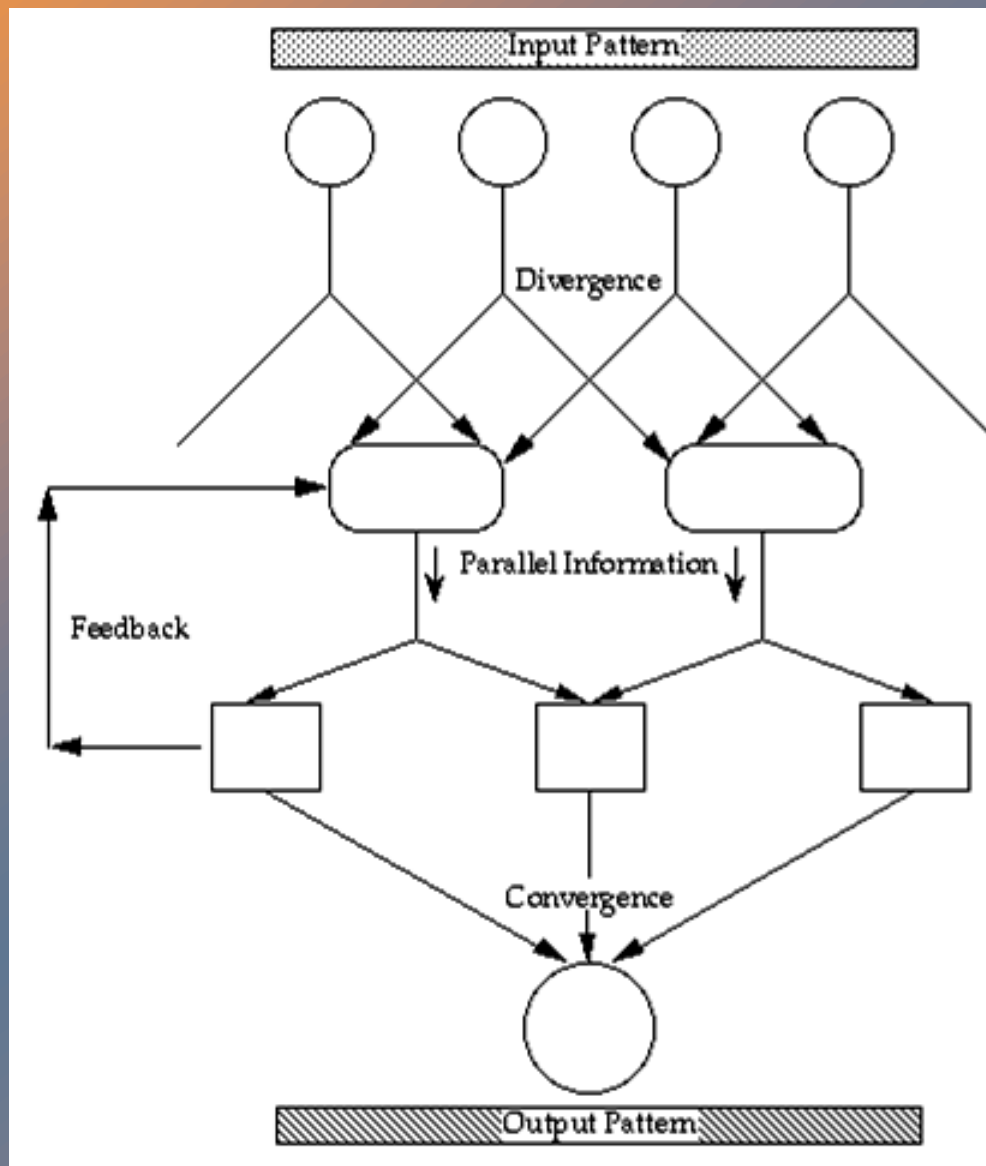 Input Pattern
Divergence
Parallel Information
Feedback
Convergence
Output Pattern